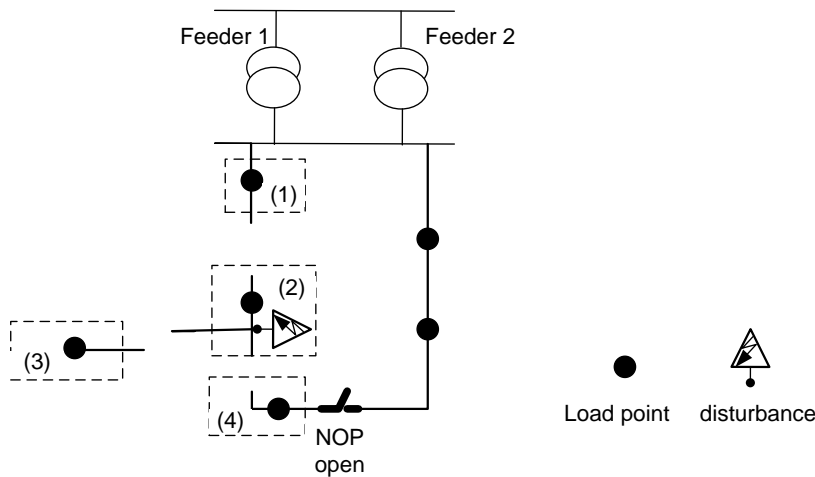 Feeder 1
Feeder 2
(1)
(2)
(3)
(4)
NOP
open
Load point
disturbance